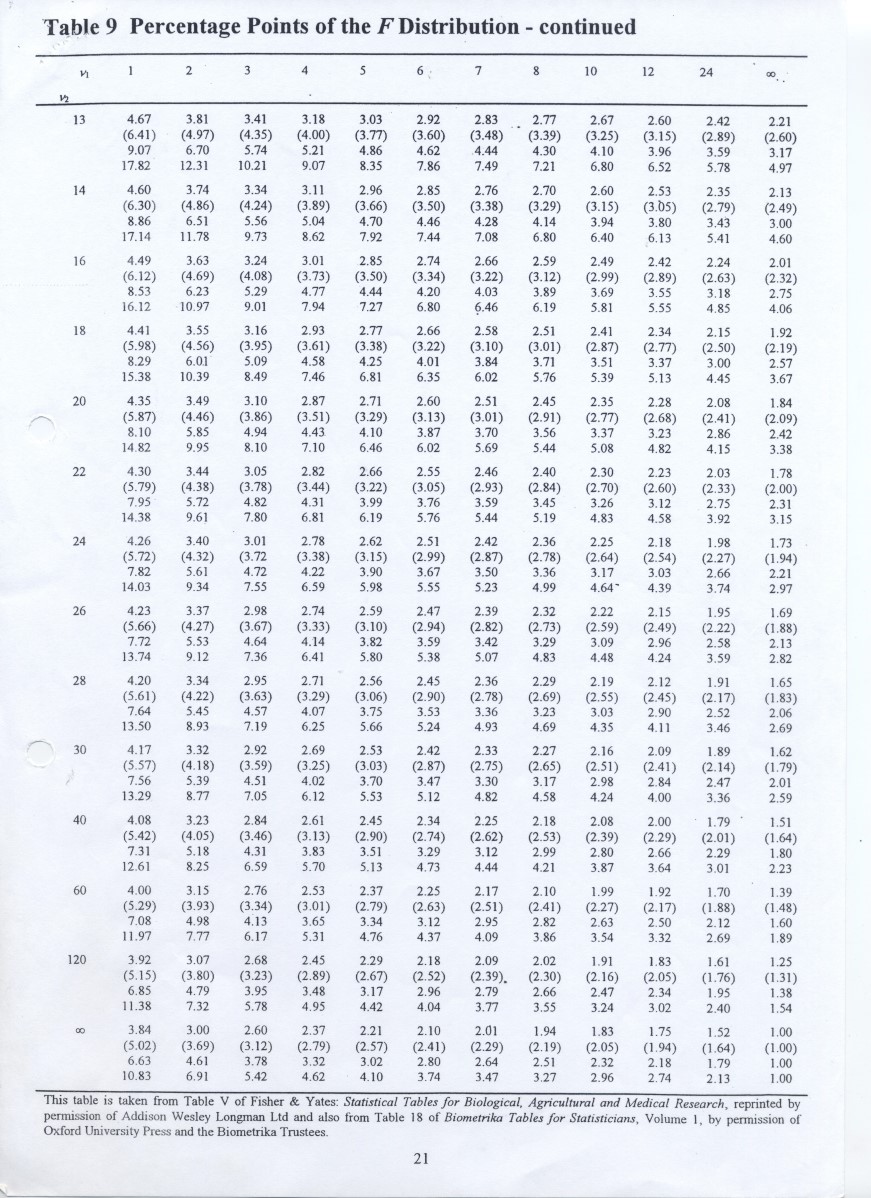 Table 9 Percentage Points of the F Distribution - continued
ν₁ 1 2 3 4 5 6 7 8 10 12 24 ∞
ν₂
13 4.67 3.81 3.41 3.18 3.03 2.92 2.83 2.77 2.67 2.60 2.42 2.21
(6.41) (4.97) (4.35) (4.00) (3.77) (3.60) (3.48) (3.39) (3.25) (3.15) (2.89) (2.60)
9.07 6.70 5.74 5.21 4.86 4.62 4.44 4.30 4.10 3.96 3.59 3.17
17.82 12.31 10.21 9.07 8.35 7.86 7.49 7.21 6.80 6.52 5.78 4.97
14 4.60 3.74 3.34 3.11 2.96 2.85 2.76 2.70 2.60 2.53 2.35 2.13
(6.30) (4.86) (4.24) (3.89) (3.66) (3.50) (3.38) (3.29) (3.15) (3.05) (2.79) (2.49)
8.86 6.51 5.56 5.04 4.70 4.46 4.28 4.14 3.94 3.80 3.43 3.00
17.14 11.78 9.73 8.62 7.92 7.44 7.08 6.80 6.40 6.13 5.41 4.60
16 4.49 3.63 3.24 3.01 2.85 2.74 2.66 2.59 2.49 2.42 2.24 2.01
(6.12) (4.69) (4.08) (3.73) (3.50) (3.34) (3.22) (3.12) (2.99) (2.89) (2.63) (2.32)
8.53 6.23 5.29 4.77 4.44 4.20 4.03 3.89 3.69 3.55 3.18 2.75
16.12 10.97 9.01 7.94 7.27 6.80 6.46 6.19 5.81 5.55 4.85 4.06
18 4.41 3.55 3.16 2.93 2.77 2.66 2.58 2.51 2.41 2.34 2.15 1.92
(5.98) (4.56) (3.95) (3.61) (3.38) (3.22) (3.10) (3.01) (2.87) (2.77) (2.50) (2.19)
8.29 6.01 5.09 4.58 4.25 4.01 3.84 3.71 3.51 3.37 3.00 2.57
15.38 10.39 8.49 7.46 6.81 6.35 6.02 5.76 5.39 5.13 4.45 3.67
20 4.35 3.49 3.10 2.87 2.71 2.60 2.51 2.45 2.35 2.28 2.08 1.84
(5.87) (4.46) (3.86) (3.51) (3.29) (3.13) (3.01) (2.91) (2.77) (2.68) (2.41) (2.09)
8.10 5.85 4.94 4.43 4.10 3.87 3.70 3.56 3.37 3.23 2.86 2.42
14.82 9.95 8.10 7.10 6.46 6.02 5.69 5.44 5.08 4.82 4.15 3.38
22 4.30 3.44 3.05 2.82 2.66 2.55 2.46 2.40 2.30 2.23 2.03 1.78
(5.79) (4.38) (3.78) (3.44) (3.22) (3.05) (2.93) (2.84) (2.70) (2.60) (2.33) (2.00)
7.95 5.72 4.82 4.31 3.99 3.76 3.59 3.45 3.26 3.12 2.75 2.31
14.38 9.61 7.80 6.81 6.19 5.76 5.44 5.19 4.83 4.58 3.92 3.15
24 4.26 3.40 3.01 2.78 2.62 2.51 2.42 2.36 2.25 2.18 1.98 1.73
(5.72) (4.32) (3.72 (3.38) (3.15) (2.99) (2.87) (2.78) (2.64) (2.54) (2.27) (1.94)
7.82 5.61 4.72 4.22 3.90 3.67 3.50 3.36 3.17 3.03 2.66 2.21
14.03 9.34 7.55 6.59 5.98 5.55 5.23 4.99 4.64 4.39 3.74 2.97
26 4.23 3.37 2.98 2.74 2.59 2.47 2.39 2.32 2.22 2.15 1.95 1.69
(5.66) (4.27) (3.67) (3.33) (3.10) (2.94) (2.82) (2.73) (2.59) (2.49) (2.22) (1.88)
7.72 5.53 4.64 4.14 3.82 3.59 3.42 3.29 3.09 2.96 2.58 2.13
13.74 9.12 7.36 6.41 5.80 5.38 5.07 4.83 4.48 4.24 3.59 2.82
28 4.20 3.34 2.95 2.71 2.56 2.45 2.36 2.29 2.19 2.12 1.91 1.65
(5.61) (4.22) (3.63) (3.29) (3.06) (2.90) (2.78) (2.69) (2.55) (2.45) (2.17) (1.83)
7.64 5.45 4.57 4.07 3.75 3.53 3.36 3.23 3.03 2.90 2.52 2.06
13.50 8.93 7.19 6.25 5.66 5.24 4.93 4.69 4.35 4.11 3.46 2.69
30 4.17 3.32 2.92 2.69 2.53 2.42 2.33 2.27 2.16 2.09 1.89 1.62
(5.57) (4.18) (3.59) (3.25) (3.03) (2.87) (2.75) (2.65) (2.51) (2.41) (2.14) (1.79)
7.56 5.39 4.51 4.02 3.70 3.47 3.30 3.17 2.98 2.84 2.47 2.01
13.29 8.77 7.05 6.12 5.53 5.12 4.82 4.58 4.24 4.00 3.36 2.59
40 4.08 3.23 2.84 2.61 2.45 2.34 2.25 2.18 2.08 2.00 1.79 1.51
(5.42) (4.05) (3.46) (3.13) (2.90) (2.74) (2.62) (2.53) (2.39) (2.29) (2.01) (1.64)
7.31 5.18 4.31 3.83 3.51 3.29 3.12 2.99 2.80 2.66 2.29 1.80
12.61 8.25 6.59 5.70 5.13 4.73 4.44 4.21 3.87 3.64 3.01 2.23
60 4.00 3.15 2.76 2.53 2.37 2.25 2.17 2.10 1.99 1.92 1.70 1.39
(5.29) (3.93) (3.34) (3.01) (2.79) (2.63) (2.51) (2.41) (2.27) (2.17) (1.88) (1.48)
7.08 4.98 4.13 3.65 3.34 3.12 2.95 2.82 2.63 2.50 2.12 1.60
11.97 7.77 6.17 5.31 4.76 4.37 4.09 3.86 3.54 3.32 2.69 1.89
120 3.92 3.07 2.68 2.45 2.29 2.18 2.09 2.02 1.91 1.83 1.61 1.25
(5.15) (3.80) (3.23) (2.89) (2.67) (2.52) (2.39) (2.30) (2.16) (2.05) (1.76) (1.31)
6.85 4.79 3.95 3.48 3.17 2.96 2.79 2.66 2.47 2.34 1.95 1.38
11.38 7.32 5.78 4.95 4.42 4.04 3.77 3.55 3.24 3.02 2.40 1.54
∞ 3.84 3.00 2.60 2.37 2.21 2.10 2.01 1.94 1.83 1.75 1.52 1.00
(5.02) (3.69) (3.12) (2.79) (2.57) (2.41) (2.29) (2.19) (2.05) (1.94) (1.64) (1.00)
6.63 4.61 3.78 3.32 3.02 2.80 2.64 2.51 2.32 2.18 1.79 1.00
10.83 6.91 5.42 4.62 4.10 3.74 3.47 3.27 2.96 2.74 2.13 1.00
This table is taken from Table V of Fisher & Yates: Statistical Tables for Biological, Agricultural and Medical Research, reprinted by
permission of Addison Wesley Longman Ltd and also from Table 18 of Biometrika Tables for Statisticians, Volume 1, by permission of
Oxford University Press and the Biometrika Trustees.
21